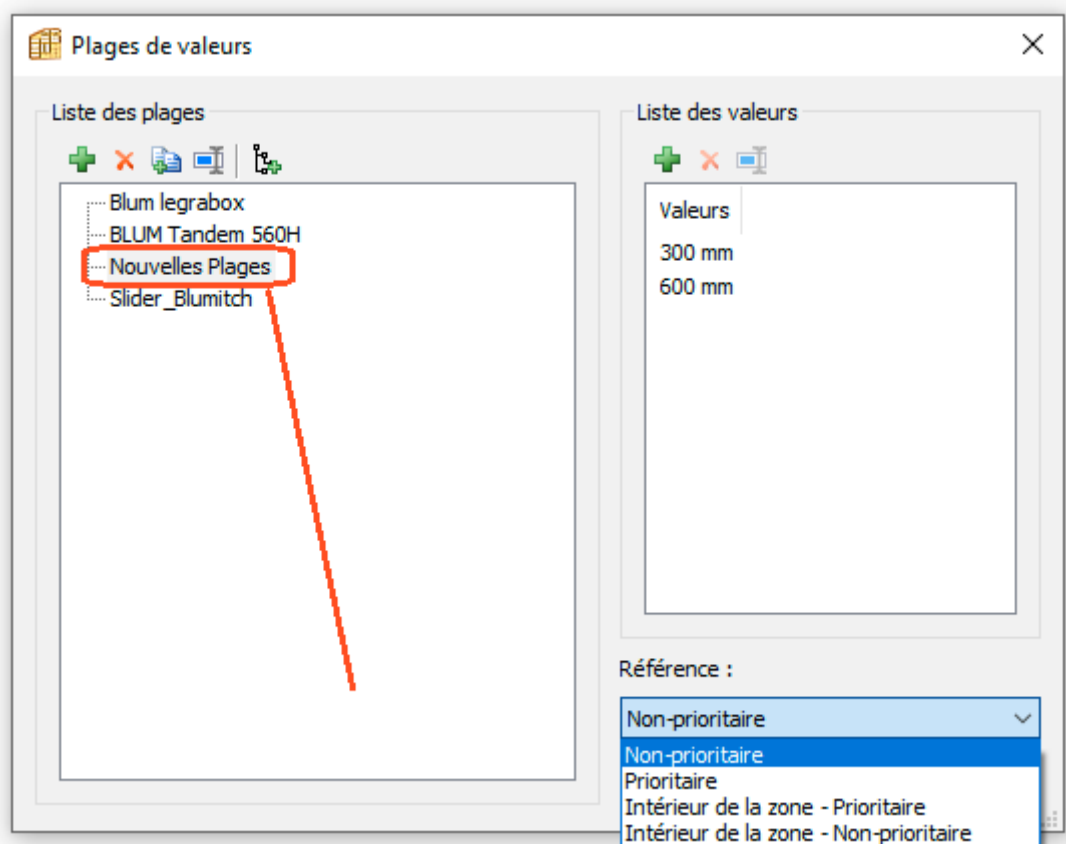 Plages de valeurs
Liste des plages
Blum legrabox
BLUM Tandem 560H
Nouvelles Plages
Slider_Blumitch
Liste des valeurs
Valeurs
300 mm
600 mm
Référence :
Non-prioritaire
Non-prioritaire
Prioritaire
Intérieur de la zone - Prioritaire
Intérieur de la zone - Non-prioritaire